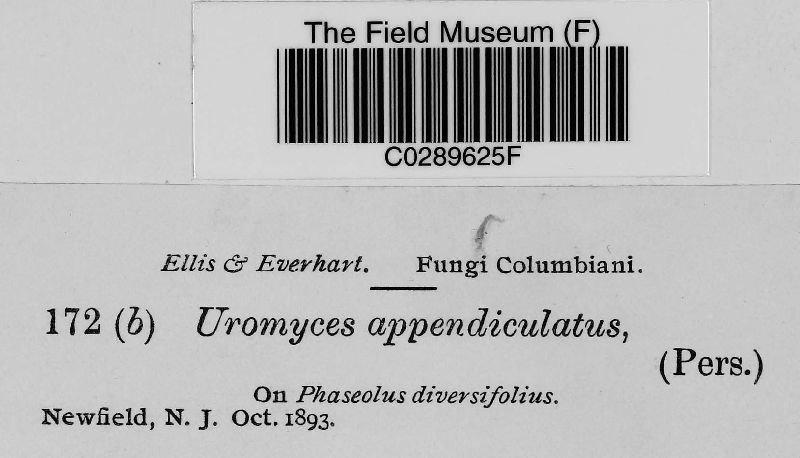 The Field Museum (F)
C0289625F
Ellis & Everhart. Fungi Columbiani.
172 (b) Uromyces appendiculatus,
(Pers.)
On Phaseolus diversifolius.
Newfield, N. J. Oct. 1893.